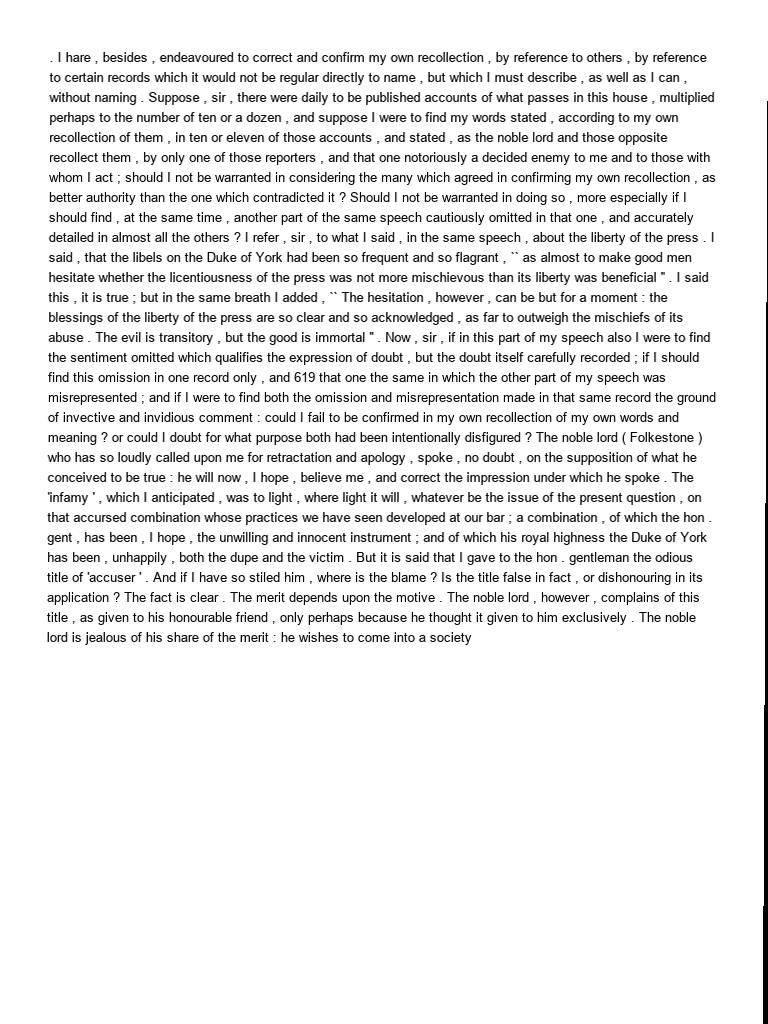 . I hare , besides , endeavoured to correct and confirm my own recollection , by reference to others , by reference
to certain records which it would not be regular directly to name , but which I must describe , as well as I can ,
without naming . Suppose , sir , there were daily to be published accounts of what passes in this house , multiplied
perhaps to the number of ten or a dozen , and suppose I were to find my words stated , according to my own
recollection of them , in ten or eleven of those accounts , and stated , as the noble lord and those opposite
recollect them , by only one of those reporters , and that one notoriously a decided enemy to me and to those with
whom I act ; should I not be warranted in considering the many which agreed in confirming my own recollection , as
better authority than the one which contradicted it ? Should I not be warranted in doing so , more especially if I
should find , at the same time , another part of the same speech cautiously omitted in that one , and accurately
detailed in almost all the others ? I refer , sir , to what I said , in the same speech , about the liberty of the press . I
said , that the libels on the Duke of York had been so frequent and so flagrant , `` as almost to make good men
hesitate whether the licentiousness of the press was not more mischievous than its liberty was beneficial " . I said
this , it is true ; but in the same breath I added , `` The hesitation , however , can be but for a moment : the
blessings of the liberty of the press are so clear and so acknowledged , as far to outweigh the mischiefs of its
abuse . The evil is transitory , but the good is immortal " . Now , sir , if in this part of my speech also I were to find
the sentiment omitted which qualifies the expression of doubt , but the doubt itself carefully recorded ; if I should
find this omission in one record only , and 619 that one the same in which the other part of my speech was
misrepresented ; and if I were to find both the omission and misrepresentation made in that same record the ground
of invective and invidious comment : could I fail to be confirmed in my own recollection of my own words and
meaning ? or could I doubt for what purpose both had been intentionally disfigured ? The noble lord ( Folkestone )
who has so loudly called upon me for retractation and apology , spoke , no doubt , on the supposition of what he
conceived to be true : he will now , I hope , believe me , and correct the impression under which he spoke . The
'infamy ' , which I anticipated , was to light , where light it will , whatever be the issue of the present question , on
that accursed combination whose practices we have seen developed at our bar ; a combination , of which the hon .
gent , has been , I hope , the unwilling and innocent instrument ; and of which his royal highness the Duke of York
has been , unhappily , both the dupe and the victim . But it is said that I gave to the hon . gentleman the odious
title of 'accuser ' . And if I have so stiled him , where is the blame ? Is the title false in fact , or dishonouring in its
application ? The fact is clear . The merit depends upon the motive . The noble lord , however , complains of this
title , as given to his honourable friend , only perhaps because he thought it given to him exclusively . The noble
lord is jealous of his share of the merit : he wishes to come into a society